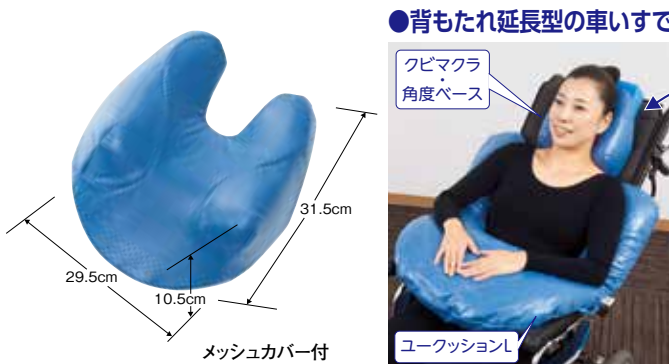 ●背もたれ延長型の車いすで
クビマクラ
・
角度ベース
31.5cm
29.5cm
10.5cm
メッシュカバー付
ユークッションL